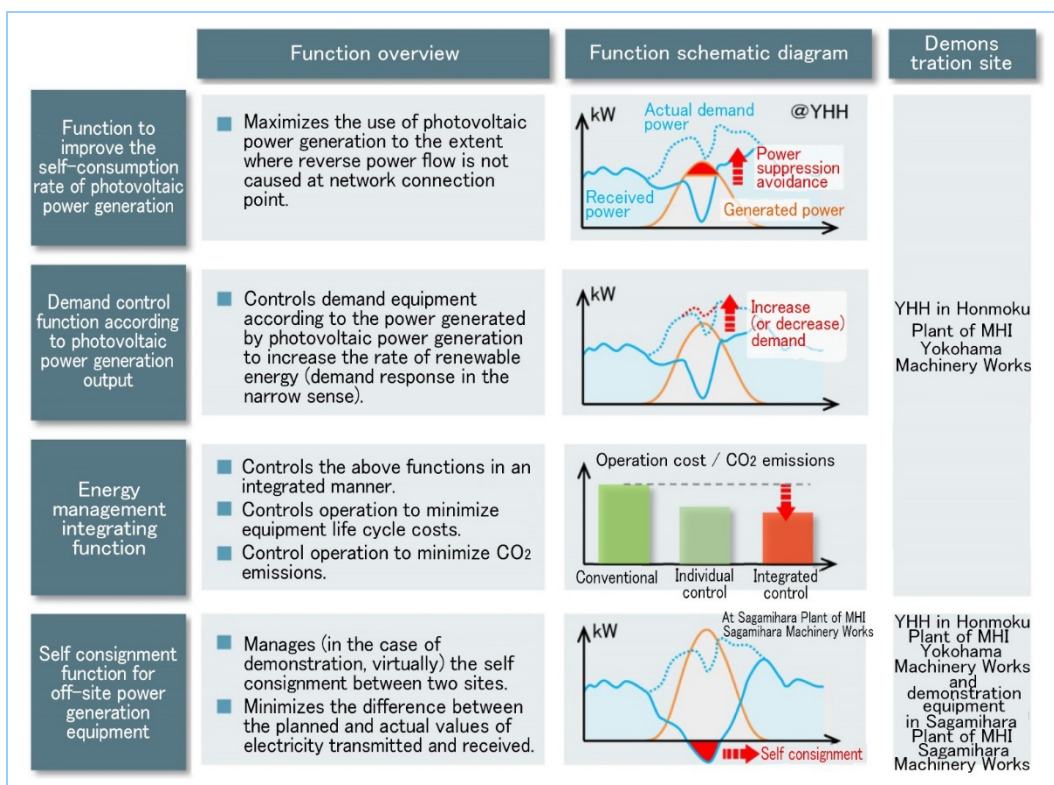 Function overview
Function schematic diagram
Demons
tration site
Function to
improve the
self-consumption
rate of photovoltaic
power generation
Maximizes the use of photovoltaic
power generation to the extent
where reverse power flow is not
caused at network connection
point.
kW
Actual demand
power
@YHH
Power
suppression
avoidance
Received
power
Generated power
Demand control
function according
to photovoltaic
power generation
output
Controls demand equipment
according to the power generated
by photovoltaic power generation
to increase the rate of renewable
energy (demand response in the
narrow sense).
kW
Increase
(or decrease)
demand
YHH in Honmoku
Plant of MHI
Yokohama
Machinery Works
Energy
management
integrating
function
Controls the above functions in an
integrated manner.
Controls operation to minimize
equipment life cycle costs.
Control operation to minimize CO2
emissions.
Operation cost / CO2 emissions
Conventional
Individual
control
Integrated
control
Self consignment
function for
off-site power
generation
equipment
Manages (in the case of
demonstration, virtually) the self
consignment between two sites.
Minimizes the difference between
the planned and actual values of
electricity transmitted and received.
kW
At Sagamihara Plant of MHI
Sagamihara Machinery Works
Self consignment
YHH in Honmoku
Plant of MHI
Yokohama
Machinery Works
and
demonstration
equipment
in Sagamihara
Plant of MHI
Sagamihara
Machinery Works